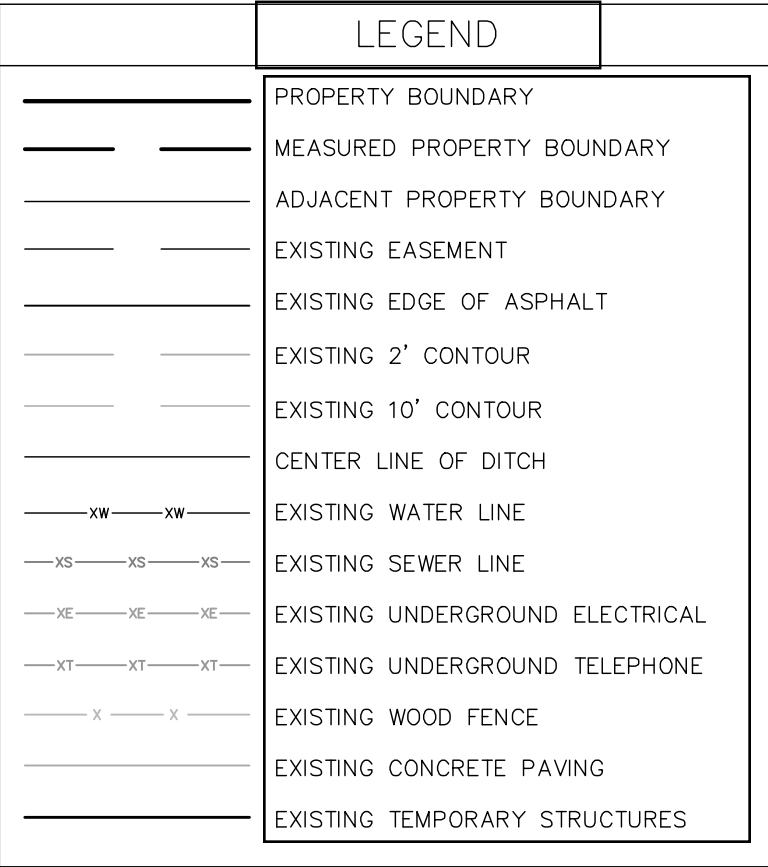 LEGEND
PROPERTY BOUNDARY
MEASURED PROPERTY BOUNDARY
ADJACENT PROPERTY BOUNDARY
EXISTING EASEMENT
EXISTING EDGE OF ASPHALT
EXISTING 2' CONTOUR
EXISTING 10' CONTOUR
CENTER LINE OF DITCH
XW XW EXISTING WATER LINE
XS XS XS EXISTING SEWER LINE
XE XE XE EXISTING UNDERGROUND ELECTRICAL
XT XT XT EXISTING UNDERGROUND TELEPHONE
X X EXISTING WOOD FENCE
EXISTING CONCRETE PAVING
EXISTING TEMPORARY STRUCTURES